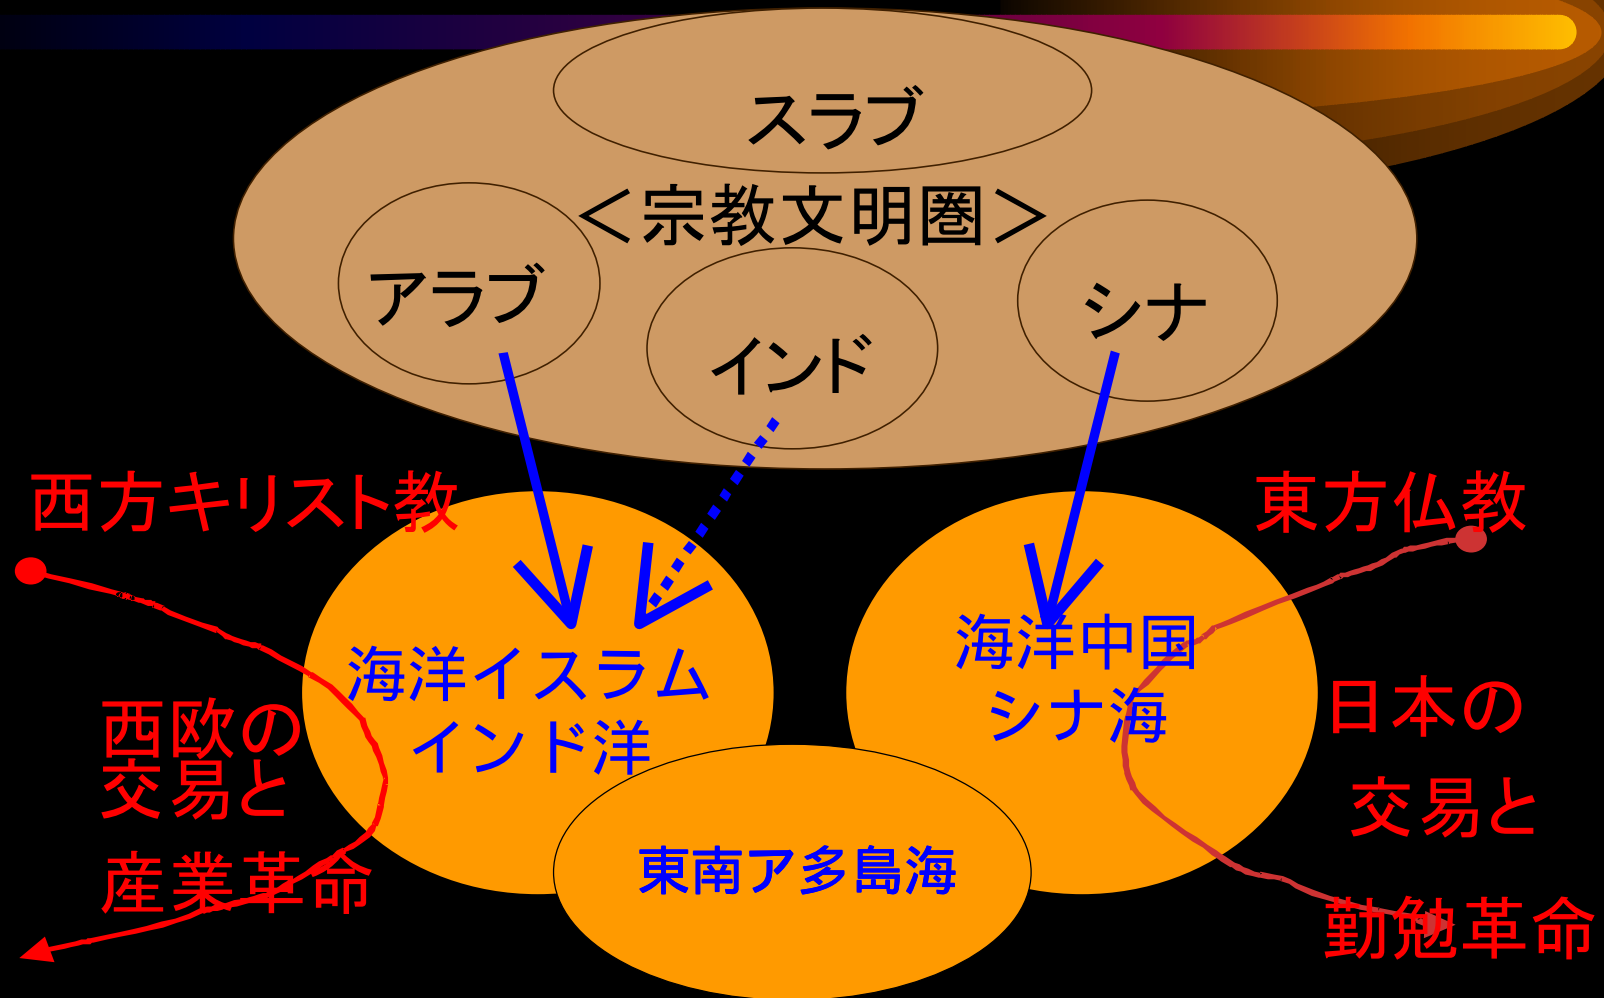 スラブ
＜宗教文明圏＞
アラブ
インド
シナ
西方キリスト教
東方仏教
海洋イスラム
インド洋
海洋中国
シナ海
西欧の
交易と
産業革命
日本の
交易と
勤勉革命
東南ア多島海